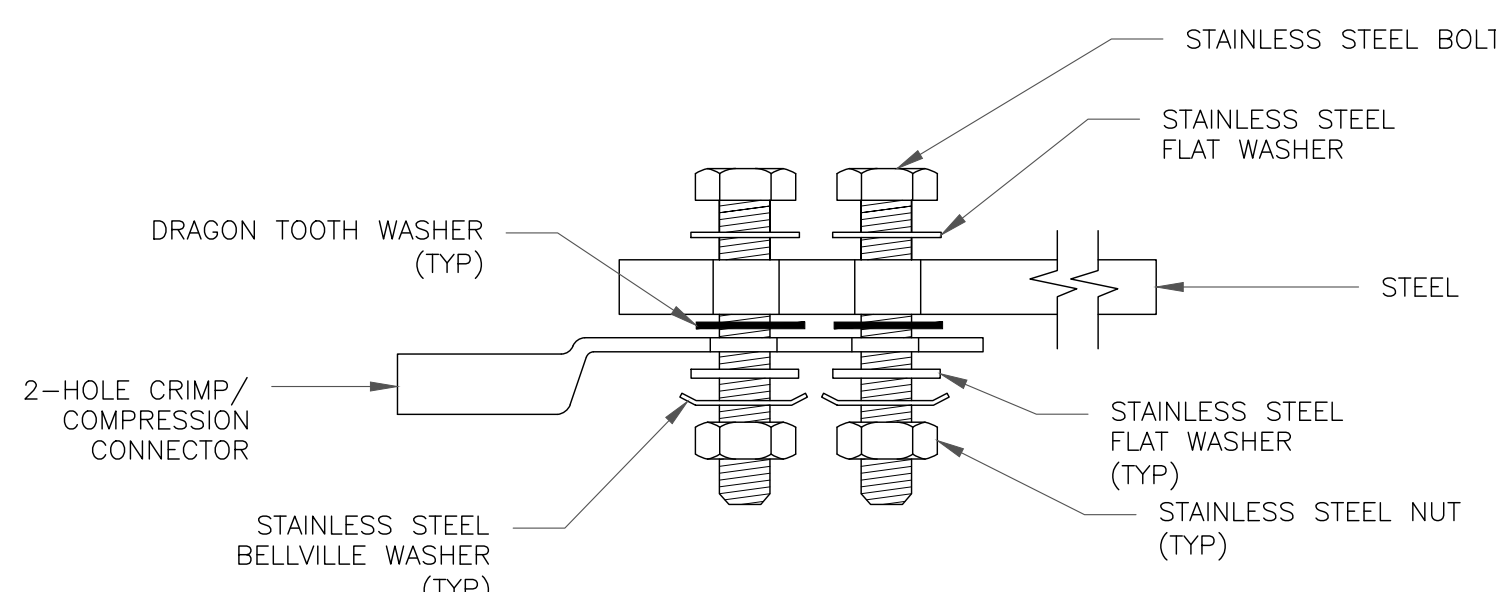 STAINLESS STEEL BOLT
STAINLESS STEEL
FLAT WASHER
DRAGON TOOTH WASHER
(TYP)
STEEL
2-HOLE CRIMP/
COMPRESSION
CONNECTOR
STAINLESS STEEL
FLAT WASHER
(TYP)
STAINLESS STEEL NUT
(TYP)
STAINLESS STEEL
BELLVILLE WASHER
(TYP)